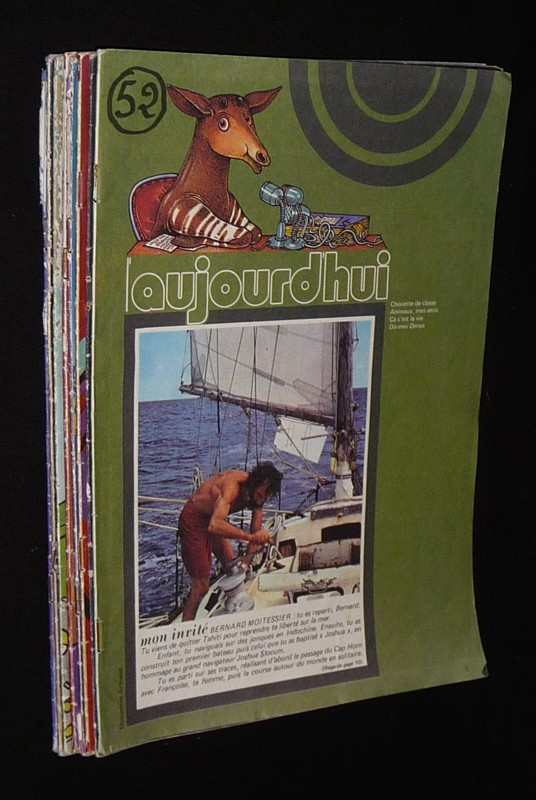 52
aujourd'hui
Chouette de classe
Animaux, mes amis
Ça c'est la vie
Dis-moi Denys
mon invité BERNARD MOITESSIER : tu es reparti, Bernard.
Tu viens de quitter Tahiti pour reprendre ta liberté sur la mer.
Enfant, tu naviguais sur des jonques en Indochine. Ensuite, tu as
construit ton premier bateau puis celui que tu as baptisé « Joshua », en
hommage au grand navigateur Joshua Slocum.
Tu es parti sur ses traces, réalisant d'abord le passage du Cap Horn
avec Françoise, ta femme, puis la course autour du monde en solitaire.
(Regarde page 10).